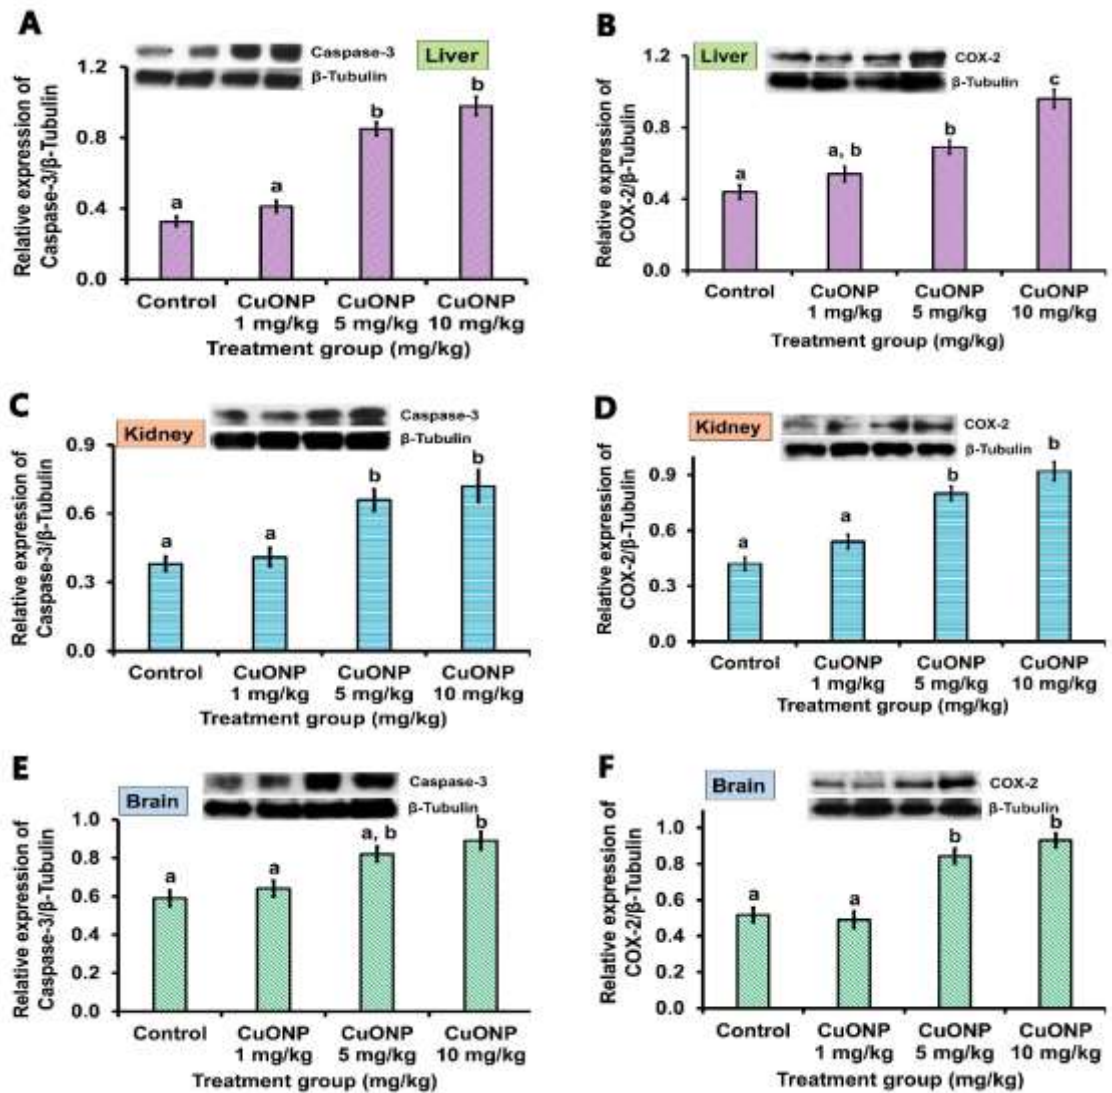 A
Caspase-3
Liver
β-Tubulin
Relative expression of
Caspase-3/β-Tubulin
1.2
0.8
0.4
0.0
a
a
b
b
Control
CuONP
1 mg/kg
CuONP
5 mg/kg
CuONP
10 mg/kg
Treatment group (mg/kg)
B
Liver
COX-2
β-Tubulin
Relative expression of
COX-2/β-Tubulin
1.2
0.8
0.4
0.0
a
a, b
b
c
Control
CuONP
1 mg/kg
CuONP
5 mg/kg
CuONP
10 mg/kg
Treatment group (mg/kg)
C
Kidney
Caspase-3
β-Tubulin
Relative expression of
Caspase-3/β-Tubulin
0.9
0.6
0.3
0.0
a
a
b
b
Control
CuONP
1 mg/kg
CuONP
5 mg/kg
CuONP
10 mg/kg
Treatment group (mg/kg)
D
Kidney
COX-2
β-Tubulin
Relative expression of
COX-2/β-Tubulin
0.9
0.6
0.3
0.0
a
a
b
b
Control
CuONP
1 mg/kg
CuONP
5 mg/kg
CuONP
10 mg/kg
Treatment group (mg/kg)
E
Brain
Caspase-3
β-Tubulin
Relative expression of
Caspase-3/β-Tubulin
1.0
0.8
0.6
0.4
0.2
0.0
a
a
a, b
b
Control
CuONP
1 mg/kg
CuONP
5 mg/kg
CuONP
10 mg/kg
Treatment group (mg/kg)
F
Brain
COX-2
β-Tubulin
Relative expression of
COX-2/β-Tubulin
1.0
0.8
0.6
0.4
0.2
0.0
a
a
b
b
Control
CuONP
1 mg/kg
CuONP
5 mg/kg
CuONP
10 mg/kg
Treatment group (mg/kg)